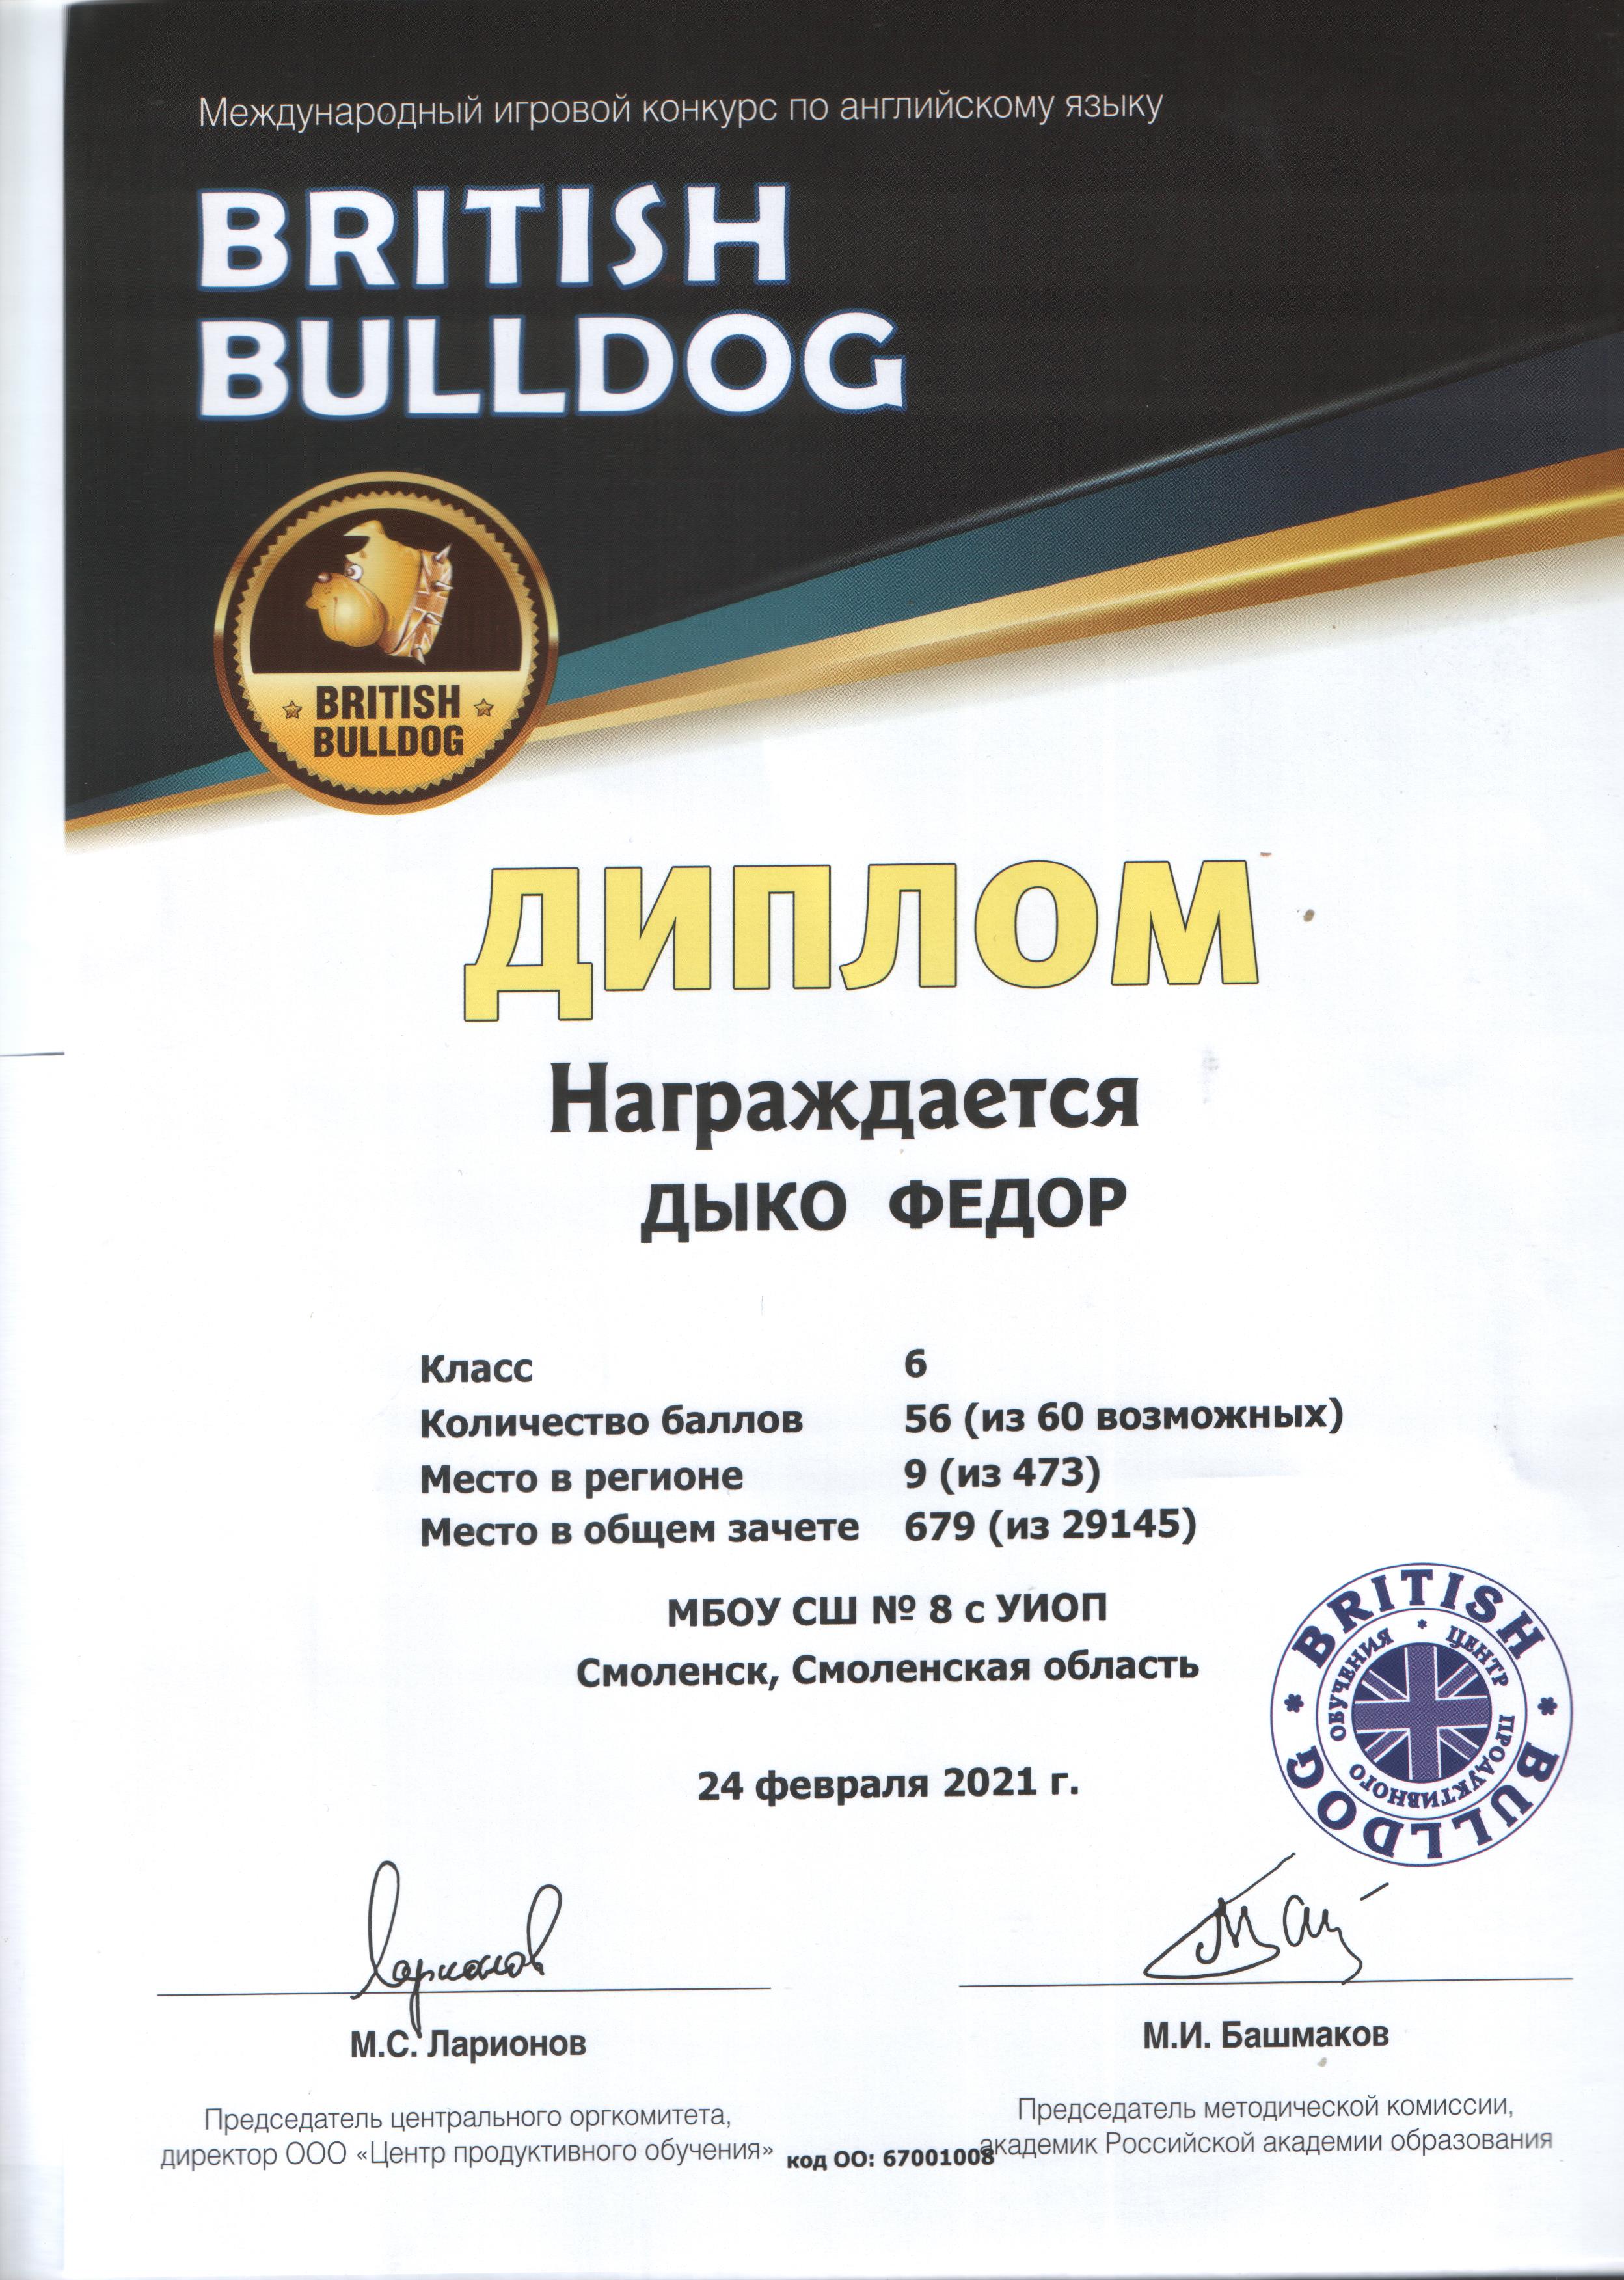 Международный игровой конкурс по английскому языку
BRITISH
BULLDOG
BRITISH
BULLDOG
ДИПЛОМ
Награждается
ДЫКО ФЕДОР
Класс 6
Количество баллов 56 (из 60 возможных)
Место в регионе 9 (из 473)
Место в общем зачете 679 (из 29145)
МБОУ СШ № 8 с УИОП
Смоленск, Смоленская область
BRITISH BULLDOG
ЦЕНТР ПРОДУКТИВНОГО ОБУЧЕНИЯ
24 февраля 2021 г.
Ларионов
М.С. Ларионов
М.И. Башмаков
Председатель центрального оргкомитета,
директор ООО «Центр продуктивного обучения»
код ОО: 67001008
Председатель методической комиссии,
академик Российской академии образования